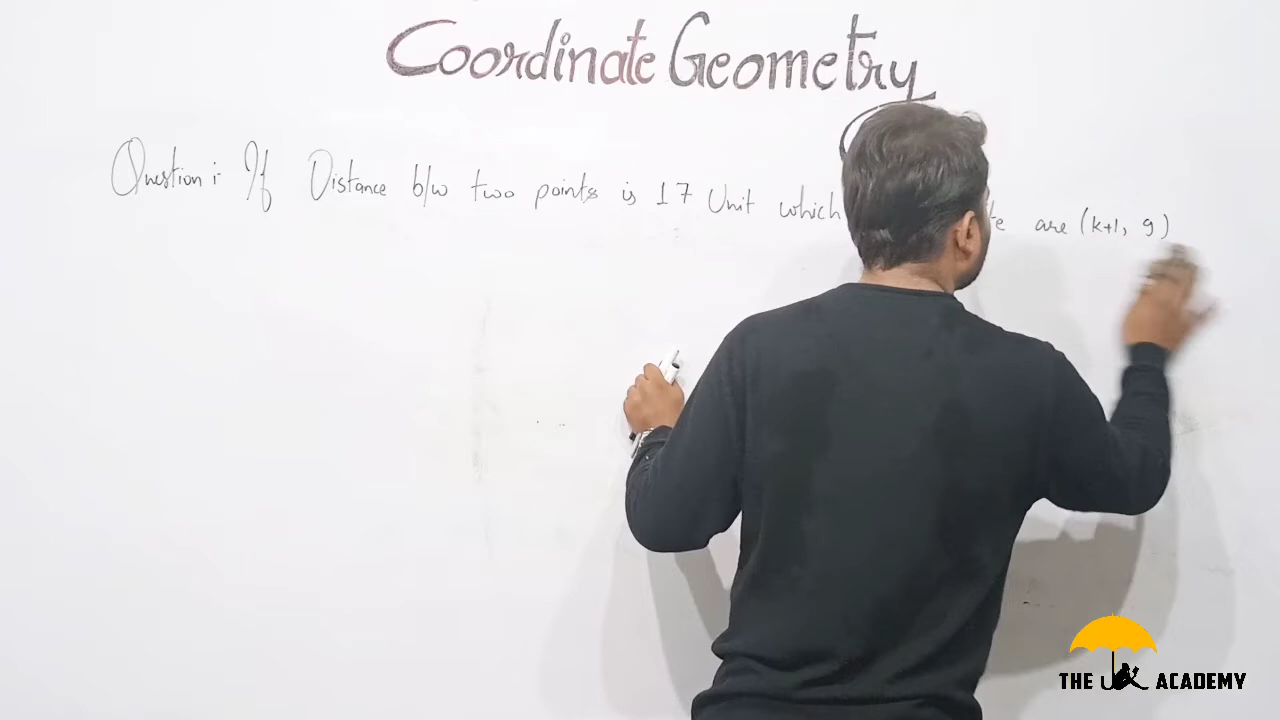 Coordinate Geometry
Question : If Distance b/w two points is 17 Unit which are (k+1, 9)
THE ACADEMY